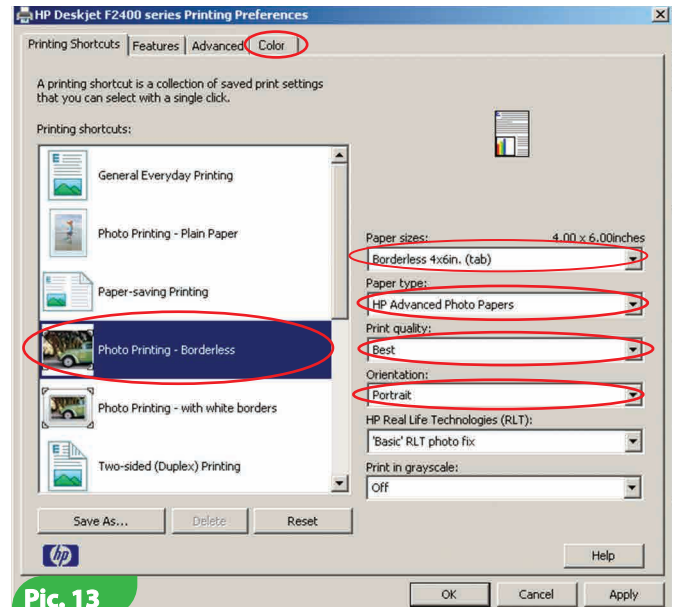 HP Deskjet F2400 series Printing Preferences
Printing Shortcuts Features Advanced Color
A printing shortcut is a collection of saved print settings
that you can select with a single click.
Printing shortcuts:
General Everyday Printing
Photo Printing - Plain Paper
Paper-saving Printing
Photo Printing - Borderless
Photo Printing - with white borders
Two-sided (Duplex) Printing
Paper sizes: 4.00 x 6.00inches
Borderless 4x6in. (tab)
Paper type:
HP Advanced Photo Papers
Print quality:
Best
Orientation:
Portrait
HP Real Life Technologies (RLT):
'Basic' RLT photo fix
Print in grayscale:
Off
Save As... Delete Reset
hp
Help
OK Cancel Apply
Pic. 13